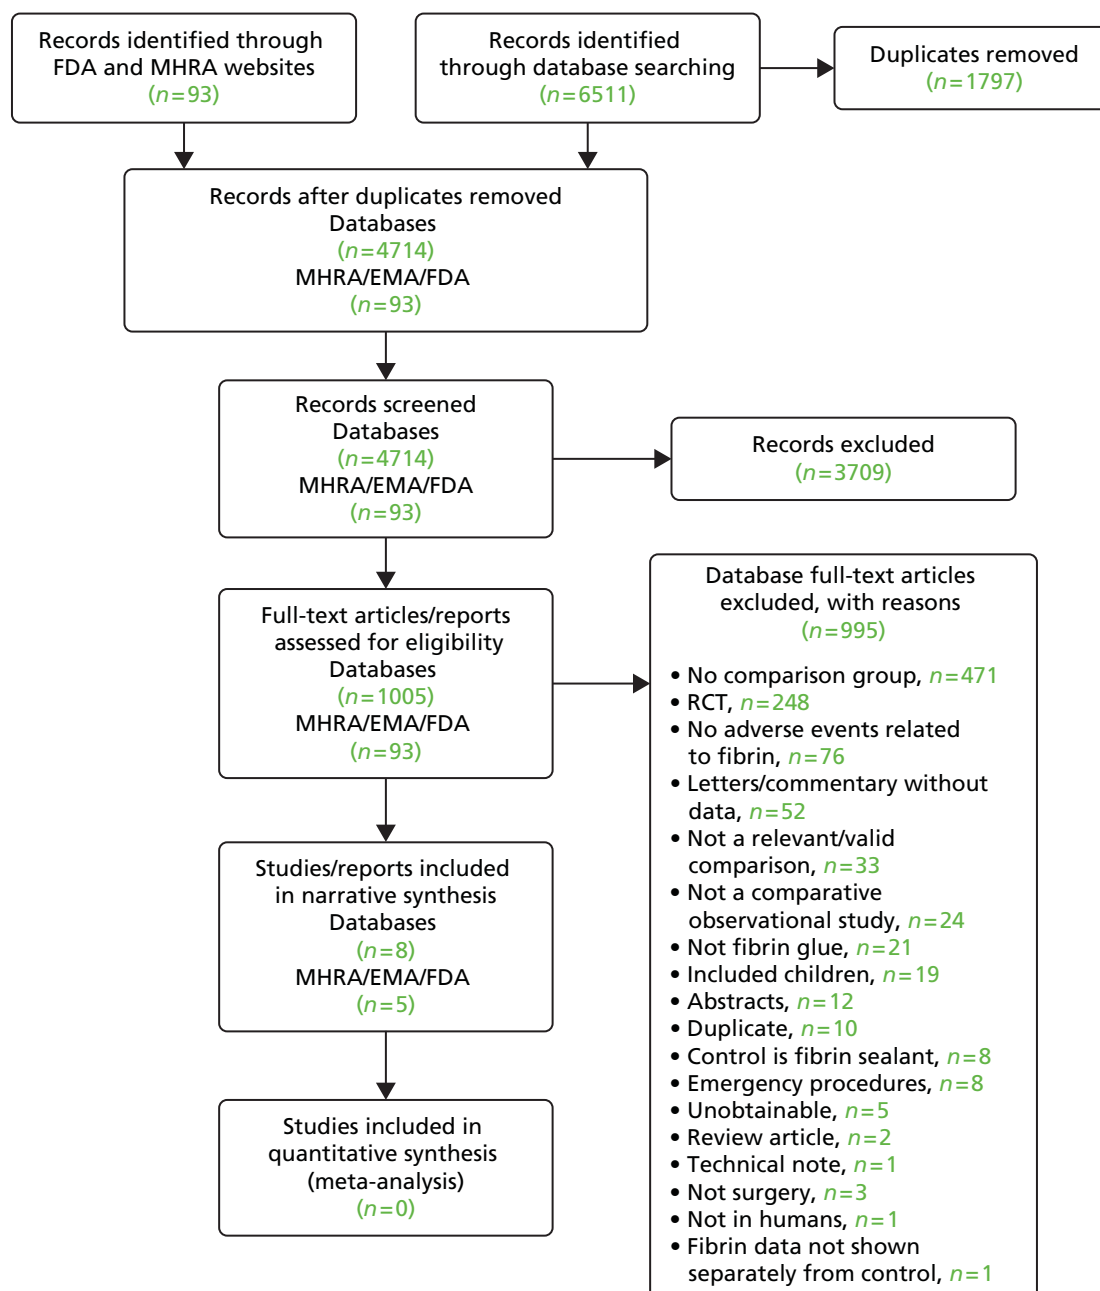 Records identified through
FDA and MHRA websites
(n=93)
Records identified
through database searching
(n=6511)
Duplicates removed
(n=1797)
Records after duplicates removed
Databases
(n=4714)
MHRA/EMA/FDA
(n=93)
Records screened
Databases
(n=4714)
MHRA/EMA/FDA
(n=93)
Records excluded
(n=3709)
Full-text articles/reports
assessed for eligibility
Databases
(n=1005)
MHRA/EMA/FDA
(n=93)
Database full-text articles
excluded, with reasons
(n=995)
• No comparison group, n=471
• RCT, n=248
• No adverse events related
to fibrin, n=76
• Letters/commentary without
data, n=52
• Not a relevant/valid
comparison, n=33
• Not a comparative
observational study, n=24
• Not fibrin glue, n=21
• Included children, n=19
• Abstracts, n=12
• Duplicate, n=10
• Control is fibrin sealant, n=8
• Emergency procedures, n=8
• Unobtainable, n=5
• Review article, n=2
• Technical note, n=1
• Not surgery, n=3
• Not in humans, n=1
• Fibrin data not shown
separately from control, n=1
Studies/reports included
in narrative synthesis
Databases
(n=8)
MHRA/EMA/FDA
(n=5)
Studies included in
quantitative synthesis
(meta-analysis)
(n=0)